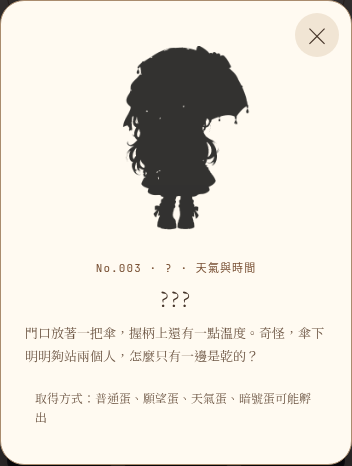 No.003 · ? · 天氣與時間
???
門口放著一把傘，握柄上還有一點溫度。奇怪，傘下
明明夠站兩個人，怎麼只有一邊是乾的？
取得方式：普通蛋、願望蛋、天氣蛋、暗號蛋可能孵
出